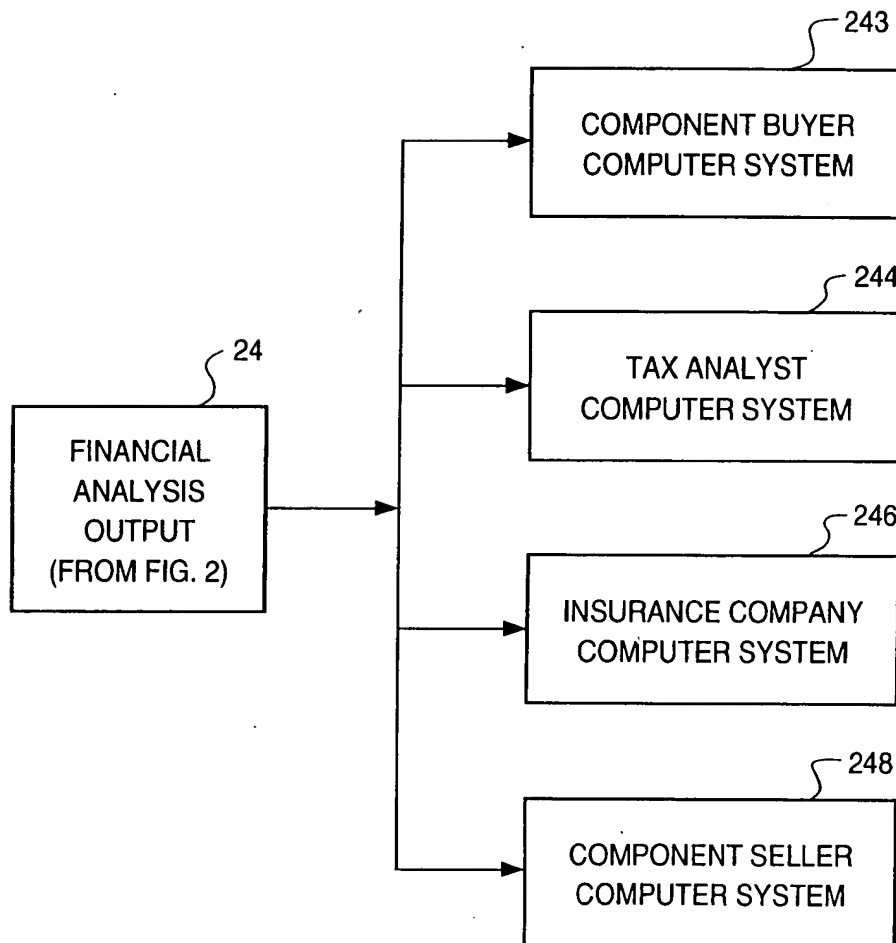 243
COMPONENT BUYER
COMPUTER SYSTEM
244
TAX ANALYST
COMPUTER SYSTEM
24
FINANCIAL
ANALYSIS
OUTPUT
(FROM FIG. 2)
246
INSURANCE COMPANY
COMPUTER SYSTEM
248
COMPONENT SELLER
COMPUTER SYSTEM